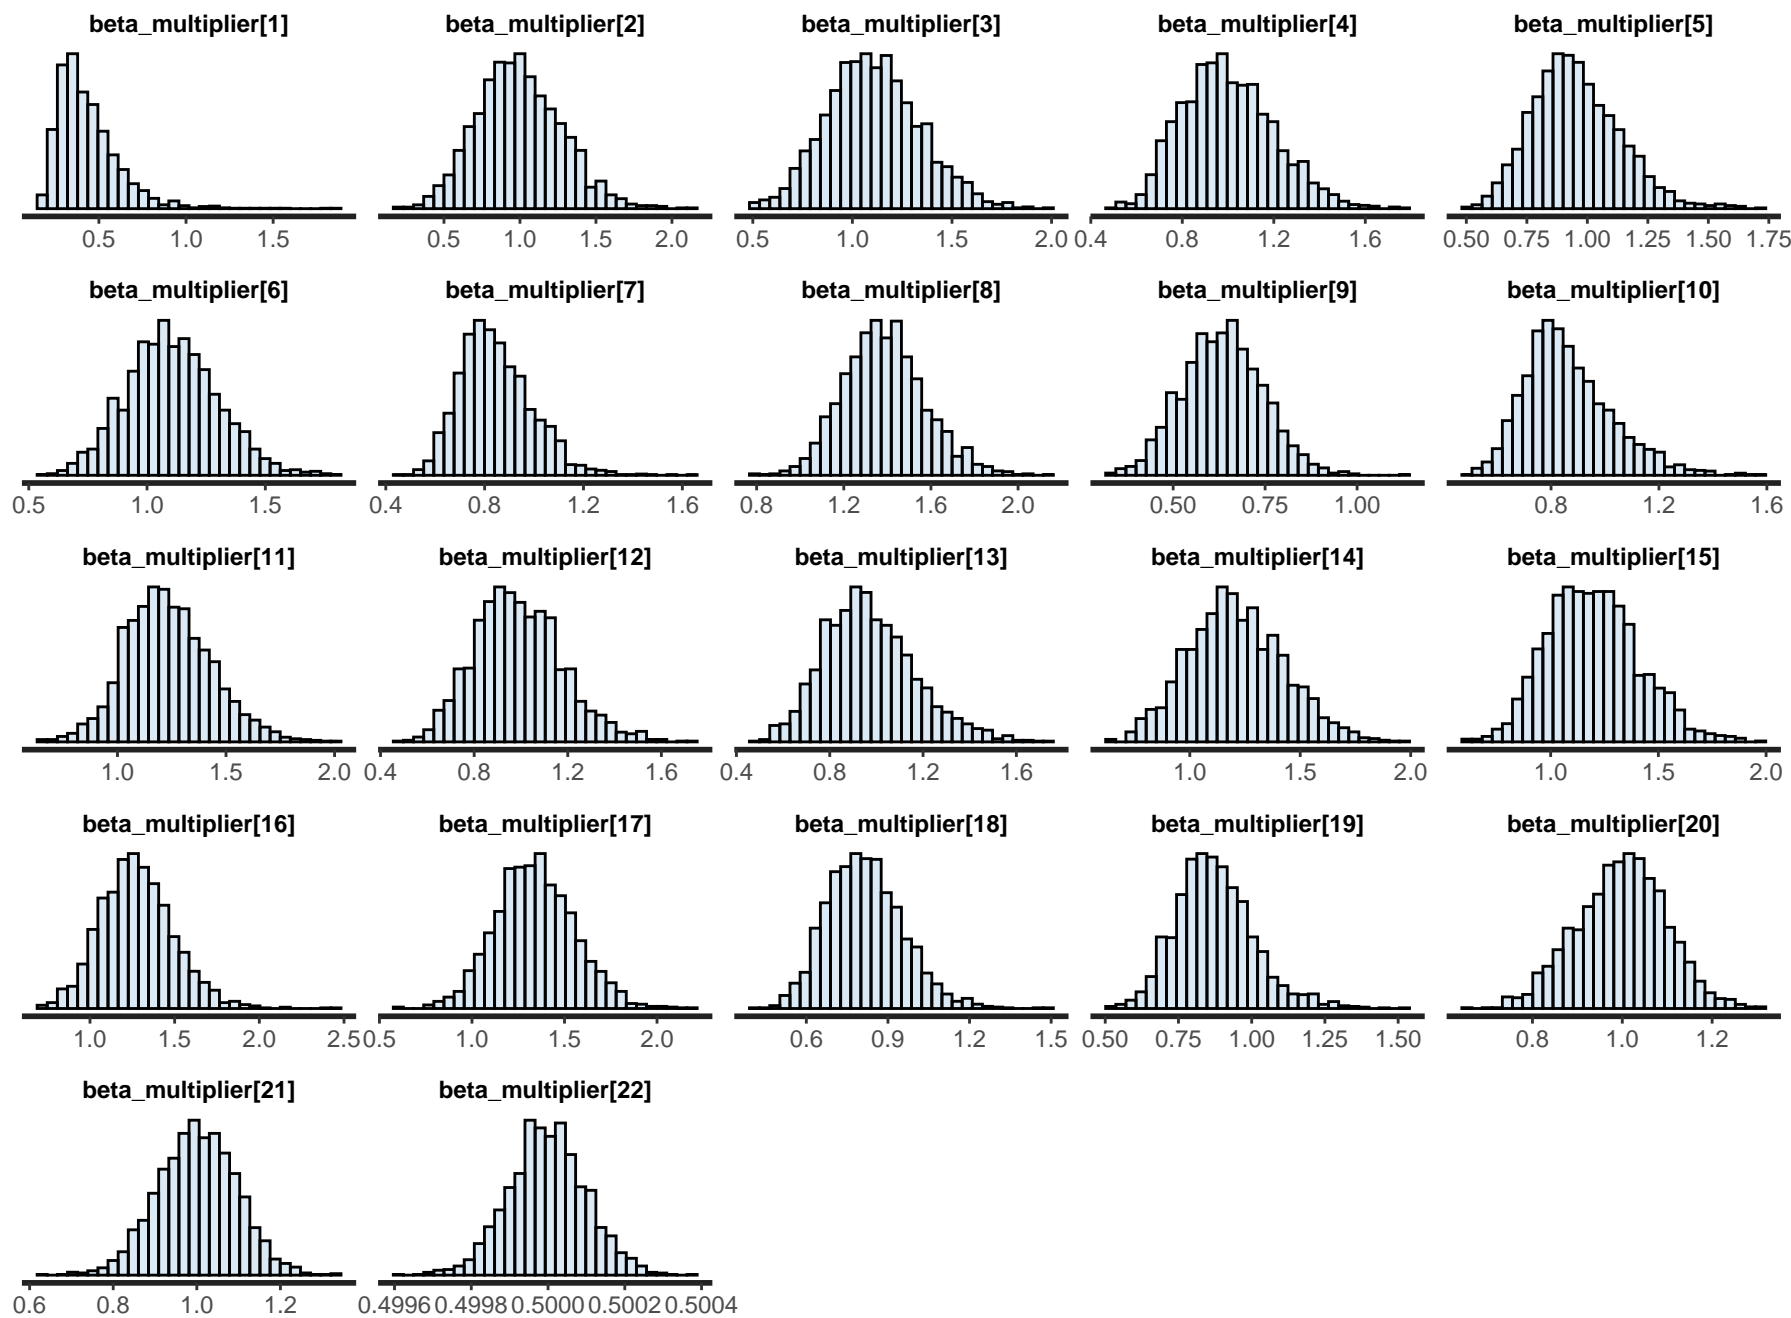 beta_multiplier[1] beta_multiplier[2] beta_multiplier[3] beta_multiplier[4] beta_multiplier[5]
0.5 1.0 1.5 0.5 1.0 1.5 2.0 0.5 1.0 1.5 2.0 0.4 0.8 1.2 1.6 0.50 0.75 1.00 1.25 1.50 1.75
beta_multiplier[6] beta_multiplier[7] beta_multiplier[8] beta_multiplier[9] beta_multiplier[10]
0.5 1.0 1.5 0.4 0.8 1.2 1.6 0.8 1.2 1.6 2.0 0.50 0.75 1.00 0.8 1.2 1.6
beta_multiplier[11] beta_multiplier[12] beta_multiplier[13] beta_multiplier[14] beta_multiplier[15]
1.0 1.5 2.0 0.4 0.8 1.2 1.6 0.4 0.8 1.2 1.6 1.0 1.5 2.0 1.0 1.5 2.0
beta_multiplier[16] beta_multiplier[17] beta_multiplier[18] beta_multiplier[19] beta_multiplier[20]
1.0 1.5 2.0 2.5 0.5 1.0 1.5 2.0 0.6 0.9 1.2 1.5 0.50 0.75 1.00 1.25 1.50 0.8 1.0 1.2
beta_multiplier[21] beta_multiplier[22]
0.6 0.8 1.0 1.2 0.4996 0.4998 0.5000 0.5002 0.5004